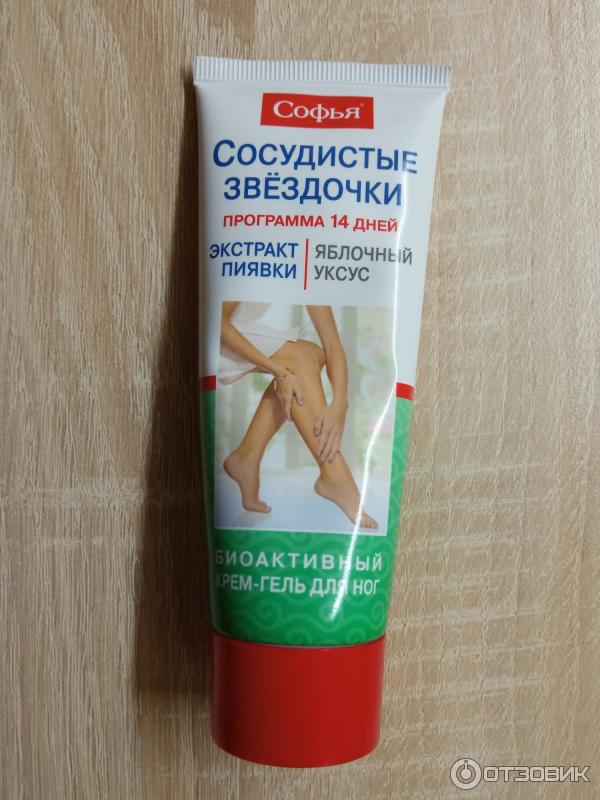 Софья®
Сосудистые
звёздочки
программа 14 дней
экстракт
пиявки
яблочный
уксус
биоактивный
крем-гель для ног
ОТЗОВИК